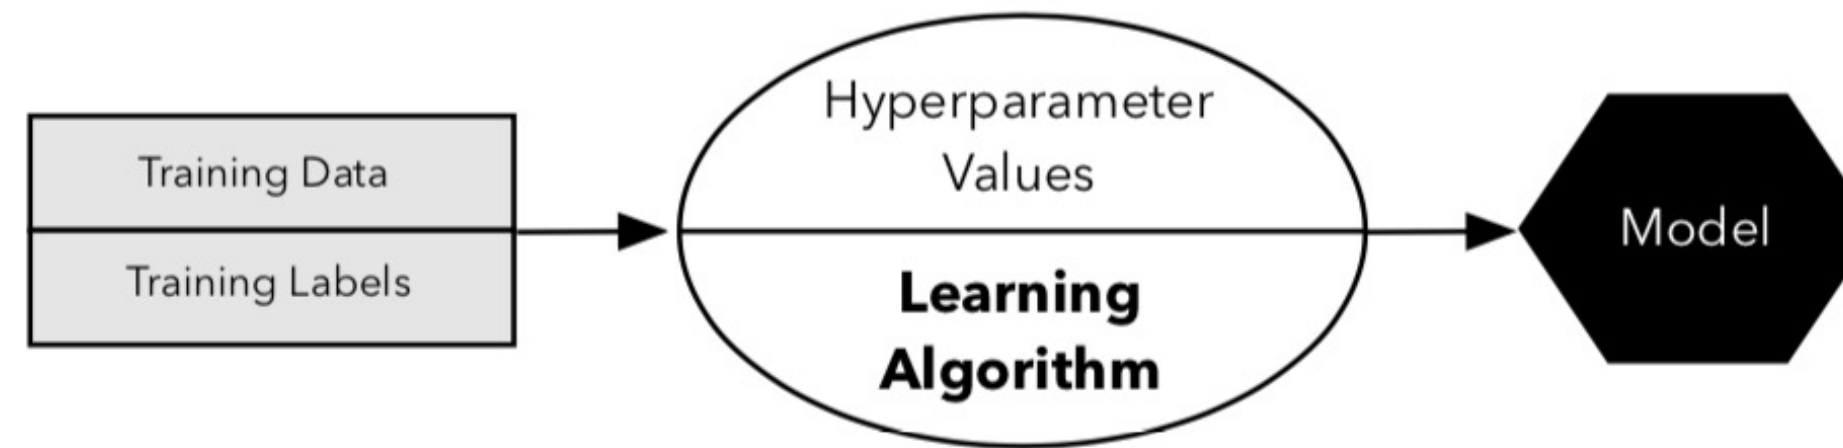 Training Data
Training Labels
Hyperparameter
Values
Learning
Algorithm
Model